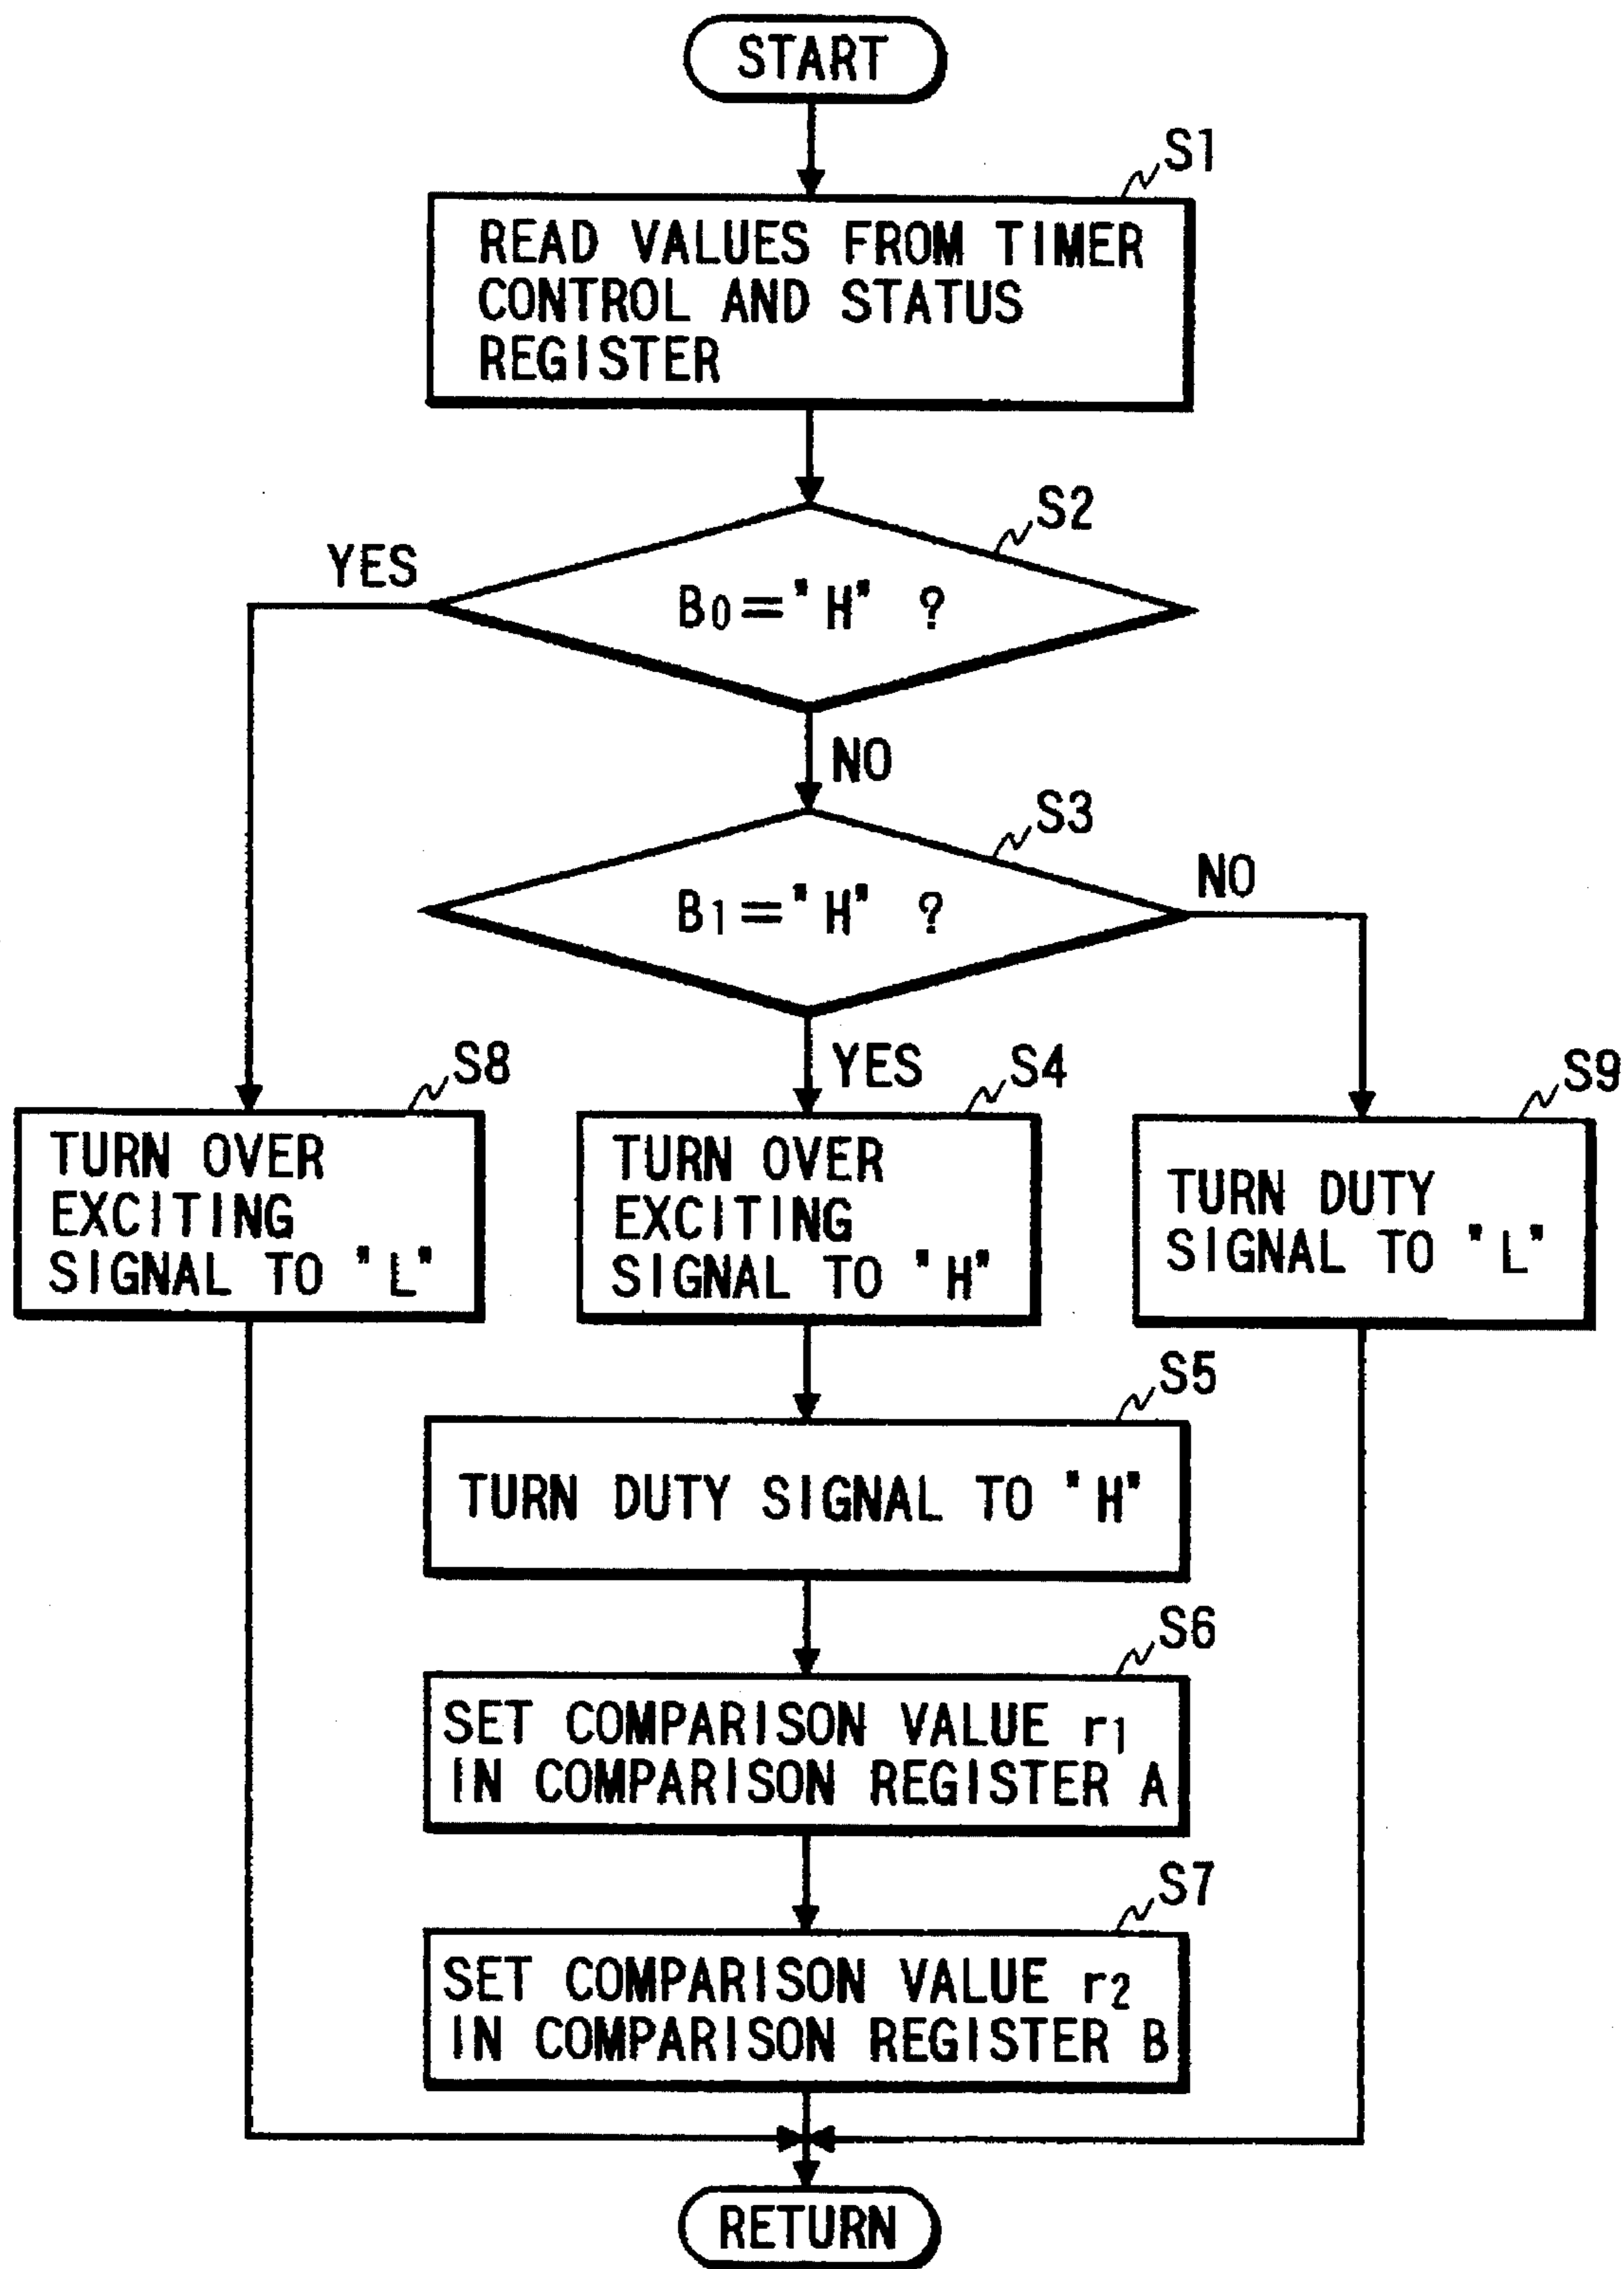 START
S1
READ VALUES FROM TIMER
CONTROL AND STATUS
REGISTER
S2
YES
B0="H" ?
NO
S3
B1="H" ?
NO
YES
S8
TURN OVER
EXCITING
SIGNAL TO "L"
S4
TURN OVER
EXCITING
SIGNAL TO "H"
S9
TURN DUTY
SIGNAL TO "L"
S5
TURN DUTY SIGNAL TO "H"
S6
SET COMPARISON VALUE r1
IN COMPARISON REGISTER A
S7
SET COMPARISON VALUE r2
IN COMPARISON REGISTER B
RETURN